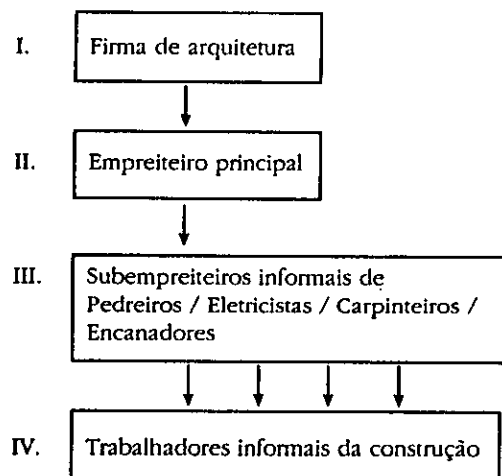 I. Firma de arquitetura
II. Empreiteiro principal
III. Subempreiteiros informais de
Pedreiros / Eletricistas / Carpinteiros /
Encanadores
IV. Trabalhadores informais da construção